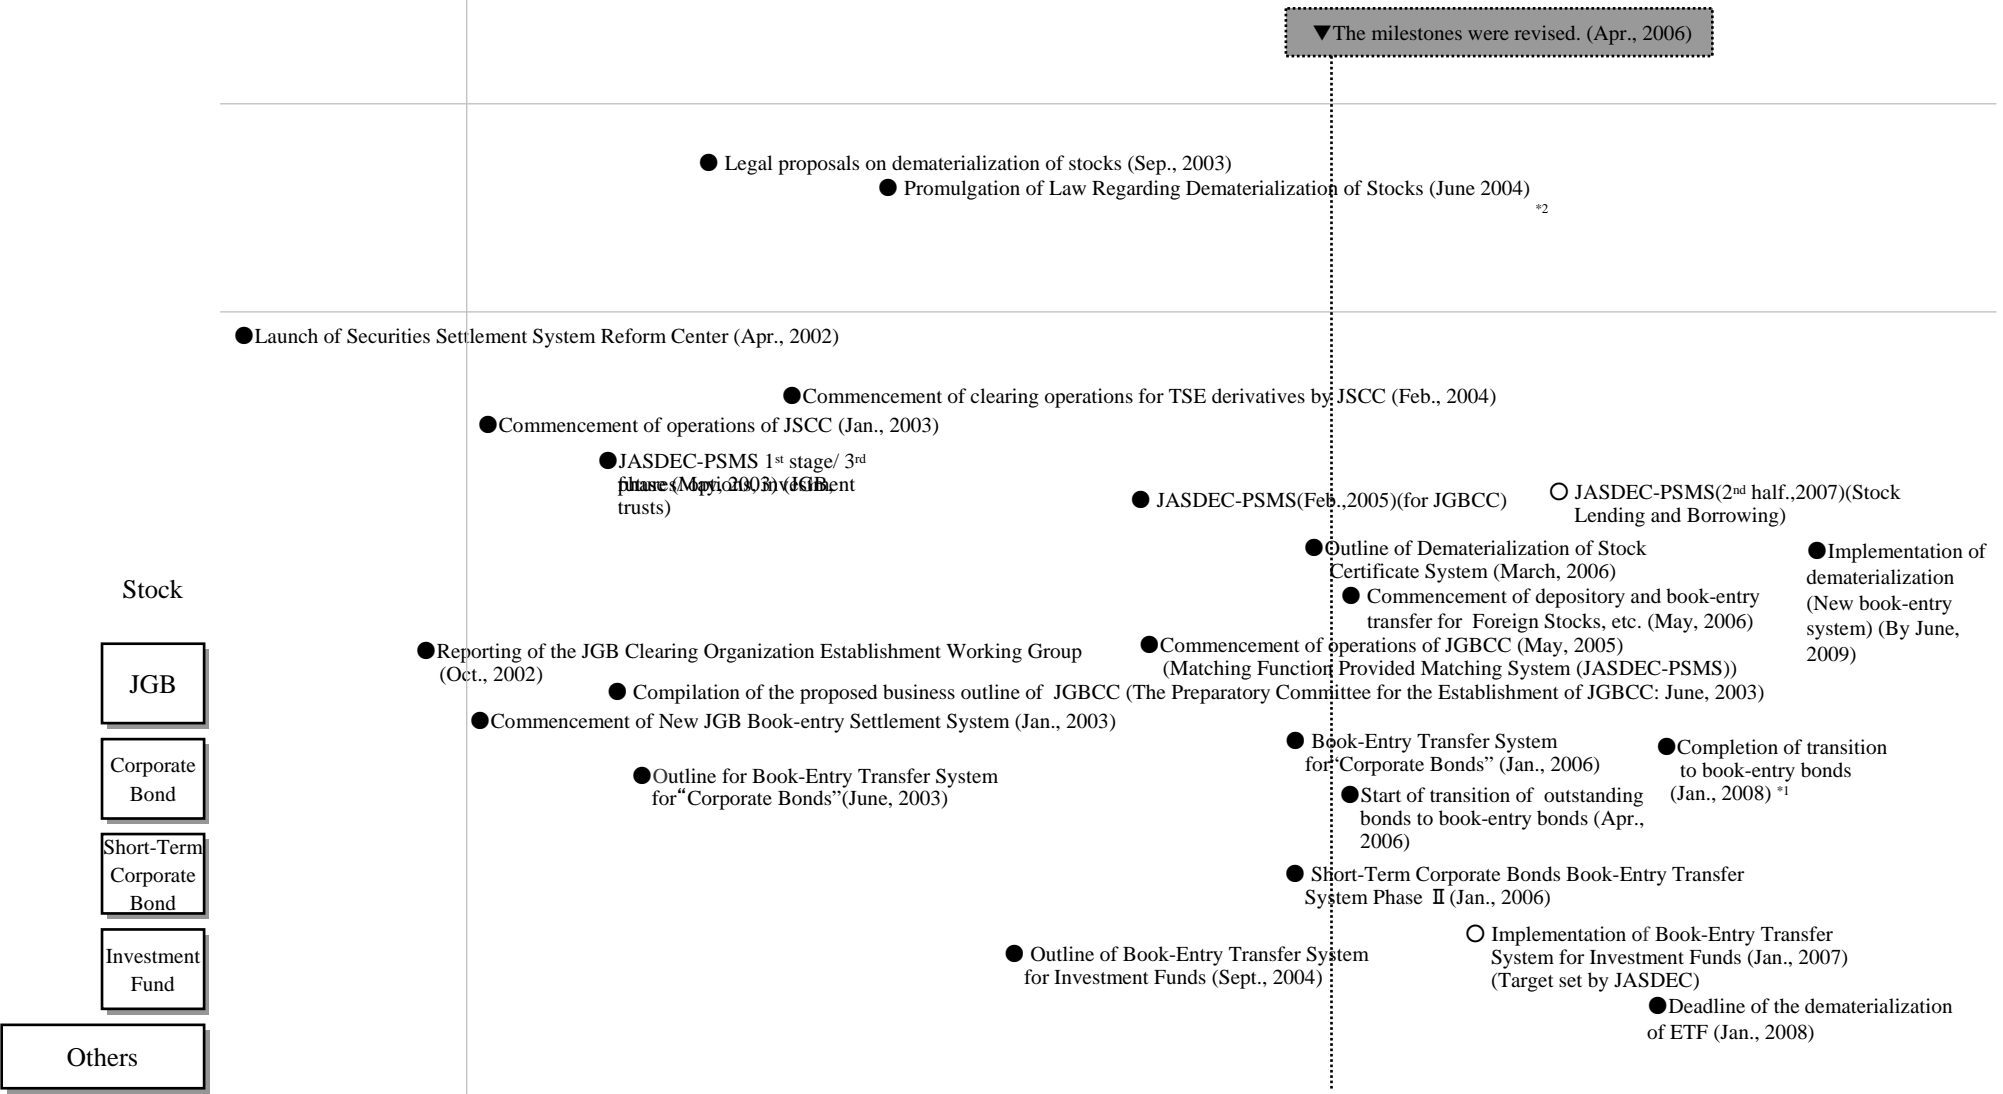 ▼The milestones were revised. (Apr., 2006)
● Legal proposals on dematerialization of stocks (Sep., 2003)
● Promulgation of Law Regarding Dematerialization of Stocks (June 2004)
*2
●Launch of Securities Settlement System Reform Center (Apr., 2002)
●Commencement of clearing operations for TSE derivatives by JSCC (Feb., 2004)
●Commencement of operations of JSCC (Jan., 2003)
●JASDEC-PSMS 1st stage/ 3rd
trusts)
● JASDEC-PSMS(Feb.,2005)(for JGBCC)
○ JASDEC-PSMS(2nd half.,2007)(Stock
Lending and Borrowing)
●Outline of Dematerialization of Stock
Certificate System (March, 2006)
●Implementation of
dematerialization
(New book-entry
system) (By June,
2009)
Stock
● Commencement of depository and book-entry
transfer for Foreign Stocks, etc. (May, 2006)
JGB
●Reporting of the JGB Clearing Organization Establishment Working Group
(Oct., 2002)
●Commencement of operations of JGBCC (May, 2005)
(Matching Function Provided Matching System (JASDEC-PSMS))
● Compilation of the proposed business outline of JGBCC (The Preparatory Committee for the Establishment of JGBCC: June, 2003)
●Commencement of New JGB Book-entry Settlement System (Jan., 2003)
Corporate
Bond
● Book-Entry Transfer System
for“Corporate Bonds” (Jan., 2006)
●Completion of transition
to book-entry bonds
(Jan., 2008) *1
●Outline for Book-Entry Transfer System
for“Corporate Bonds”(June, 2003)
●Start of transition of outstanding
bonds to book-entry bonds (Apr.,
2006)
Short-Term
Corporate
Bond
● Short-Term Corporate Bonds Book-Entry Transfer
System Phase Ⅱ(Jan., 2006)
Investment
Fund
● Outline of Book-Entry Transfer System
for Investment Funds (Sept., 2004)
○ Implementation of Book-Entry Transfer
System for Investment Funds (Jan., 2007)
(Target set by JASDEC)
●Deadline of the dematerialization
of ETF (Jan., 2008)
Others